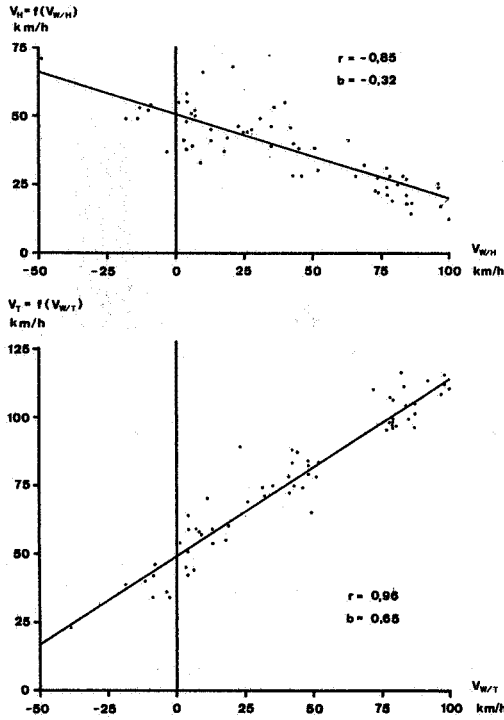 V_H = f(V_W/H)
km/h
75
50
25
0
r = -0,85
b = -0,32
V_W/H
-50 -25 0 25 50 75 100 km/h
V_T = f(V_W/T)
km/h
125
100
75
50
25
0
r = 0,96
b = 0,65
V_W/T
-50 -25 0 25 50 75 100 km/h